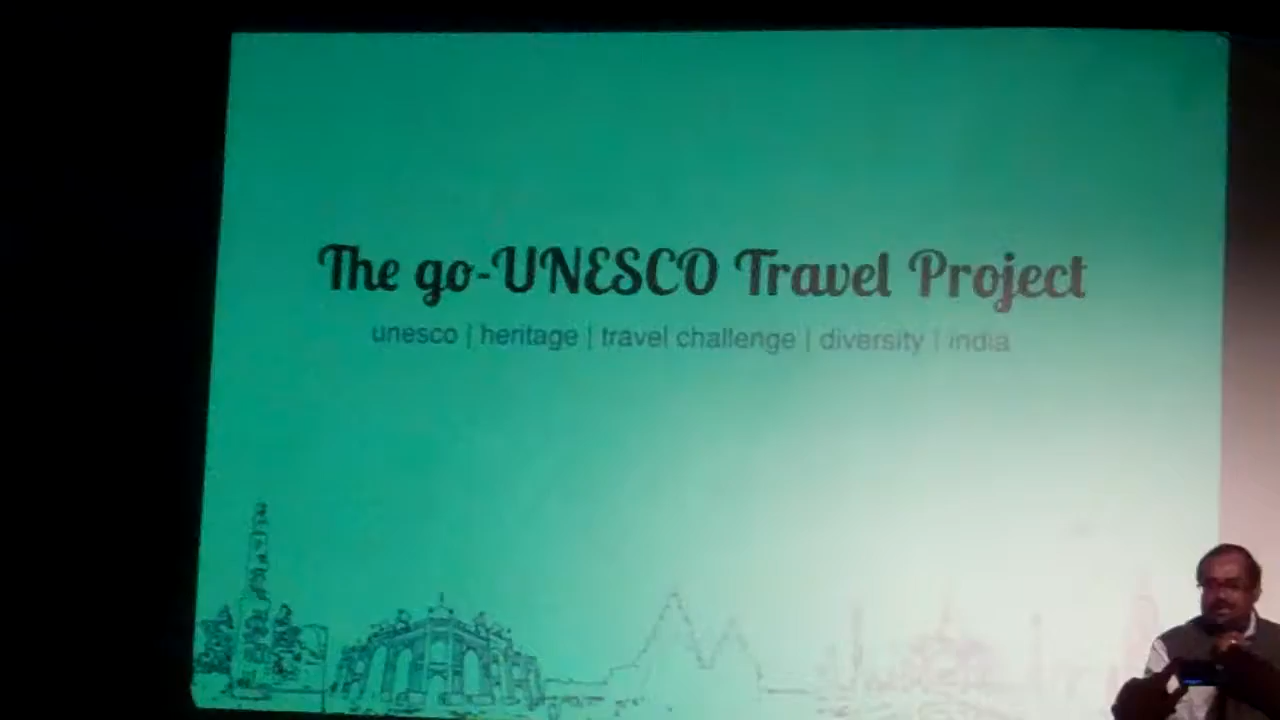 The go-UNESCO Travel Project
unesco | heritage | travel challenge | diversity | india